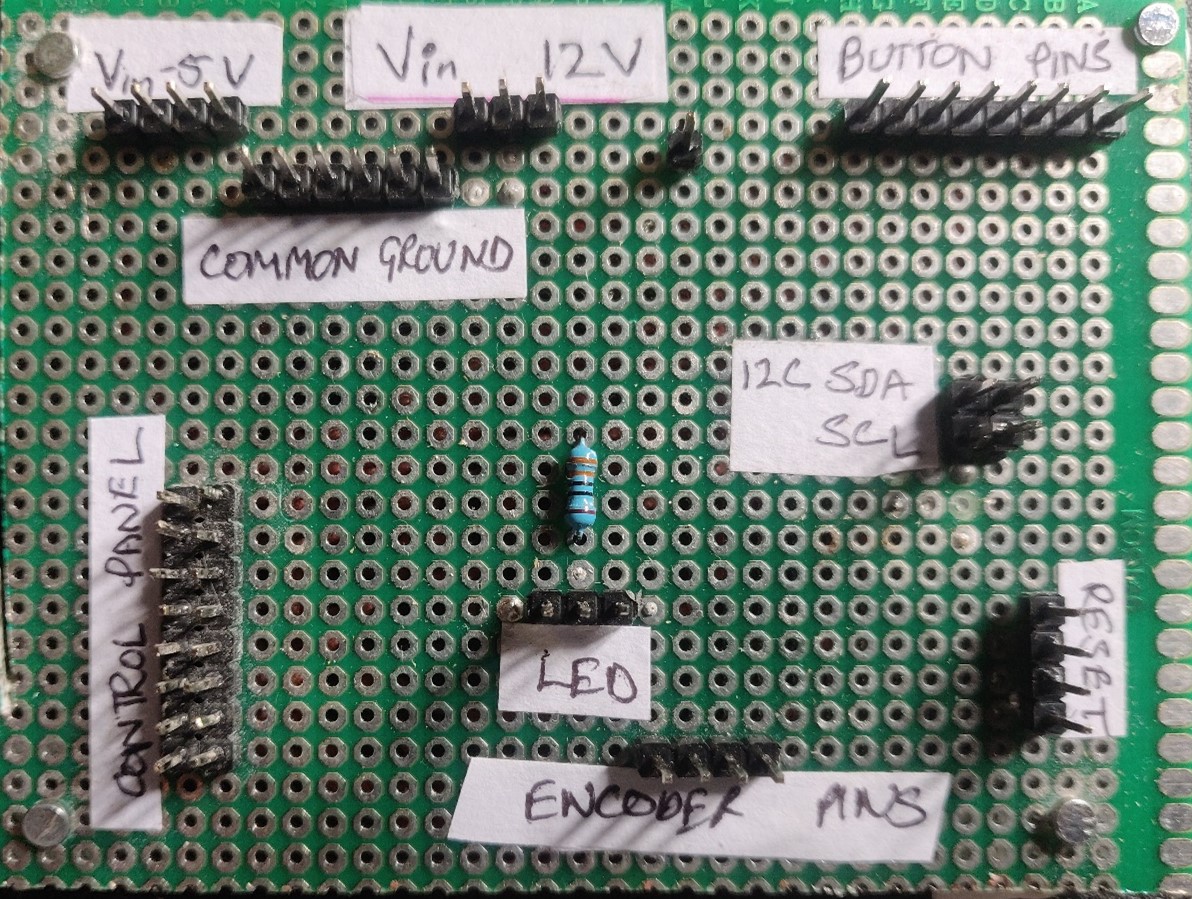 Vin-5V
Vin 12V
BUTTON PINS
COMMON GROUND
I2C SDA
SCL
CONTROL PANEL
RESET
LED
ENCODER PINS